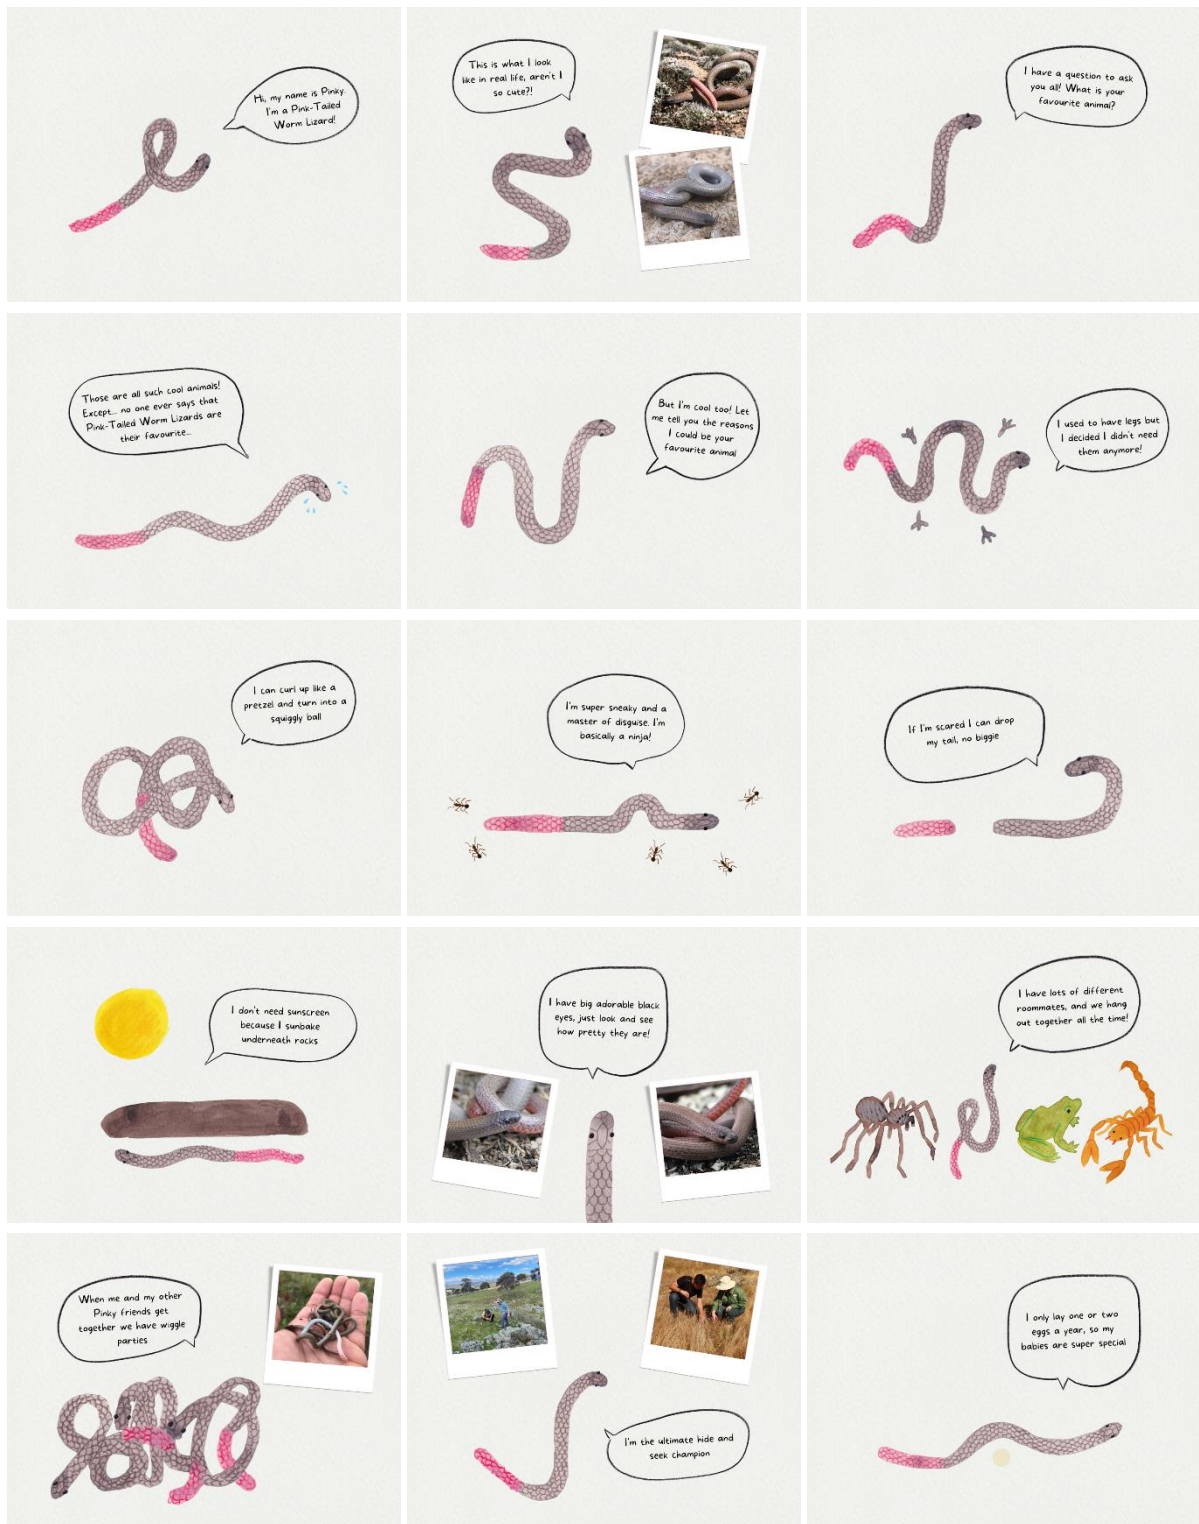 Hi, my name is Pinky.
I'm a Pink-Tailed
Worm Lizard!
This is what I look
like in real life, aren't I
so cute?!
I have a question to ask
you all! What is your
favourite animal?
Those are all such cool animals!
Except... no one ever says that
Pink-Tailed Worm Lizards are
their favourite...
But I'm cool too! Let
me tell you the reasons
I could be your
favourite animal
I used to have legs but
I decided I didn't need
them anymore!
I can curl up like a
pretzel and turn into a
squiggly ball
I'm super sneaky and a
master of disguise. I'm
basically a ninja!
If I'm scared I can drop
my tail, no biggie
I don't need sunscreen
because I sunbake
underneath rocks
I have big adorable black
eyes, just look and see
how pretty they are!
I have lots of different
roommates, and we hang
out together all the time!
When me and my other
Pinky friends get
together we have wiggle
parties
I'm the ultimate hide and
seek champion
I only lay one or two
eggs a year, so my
babies are super special